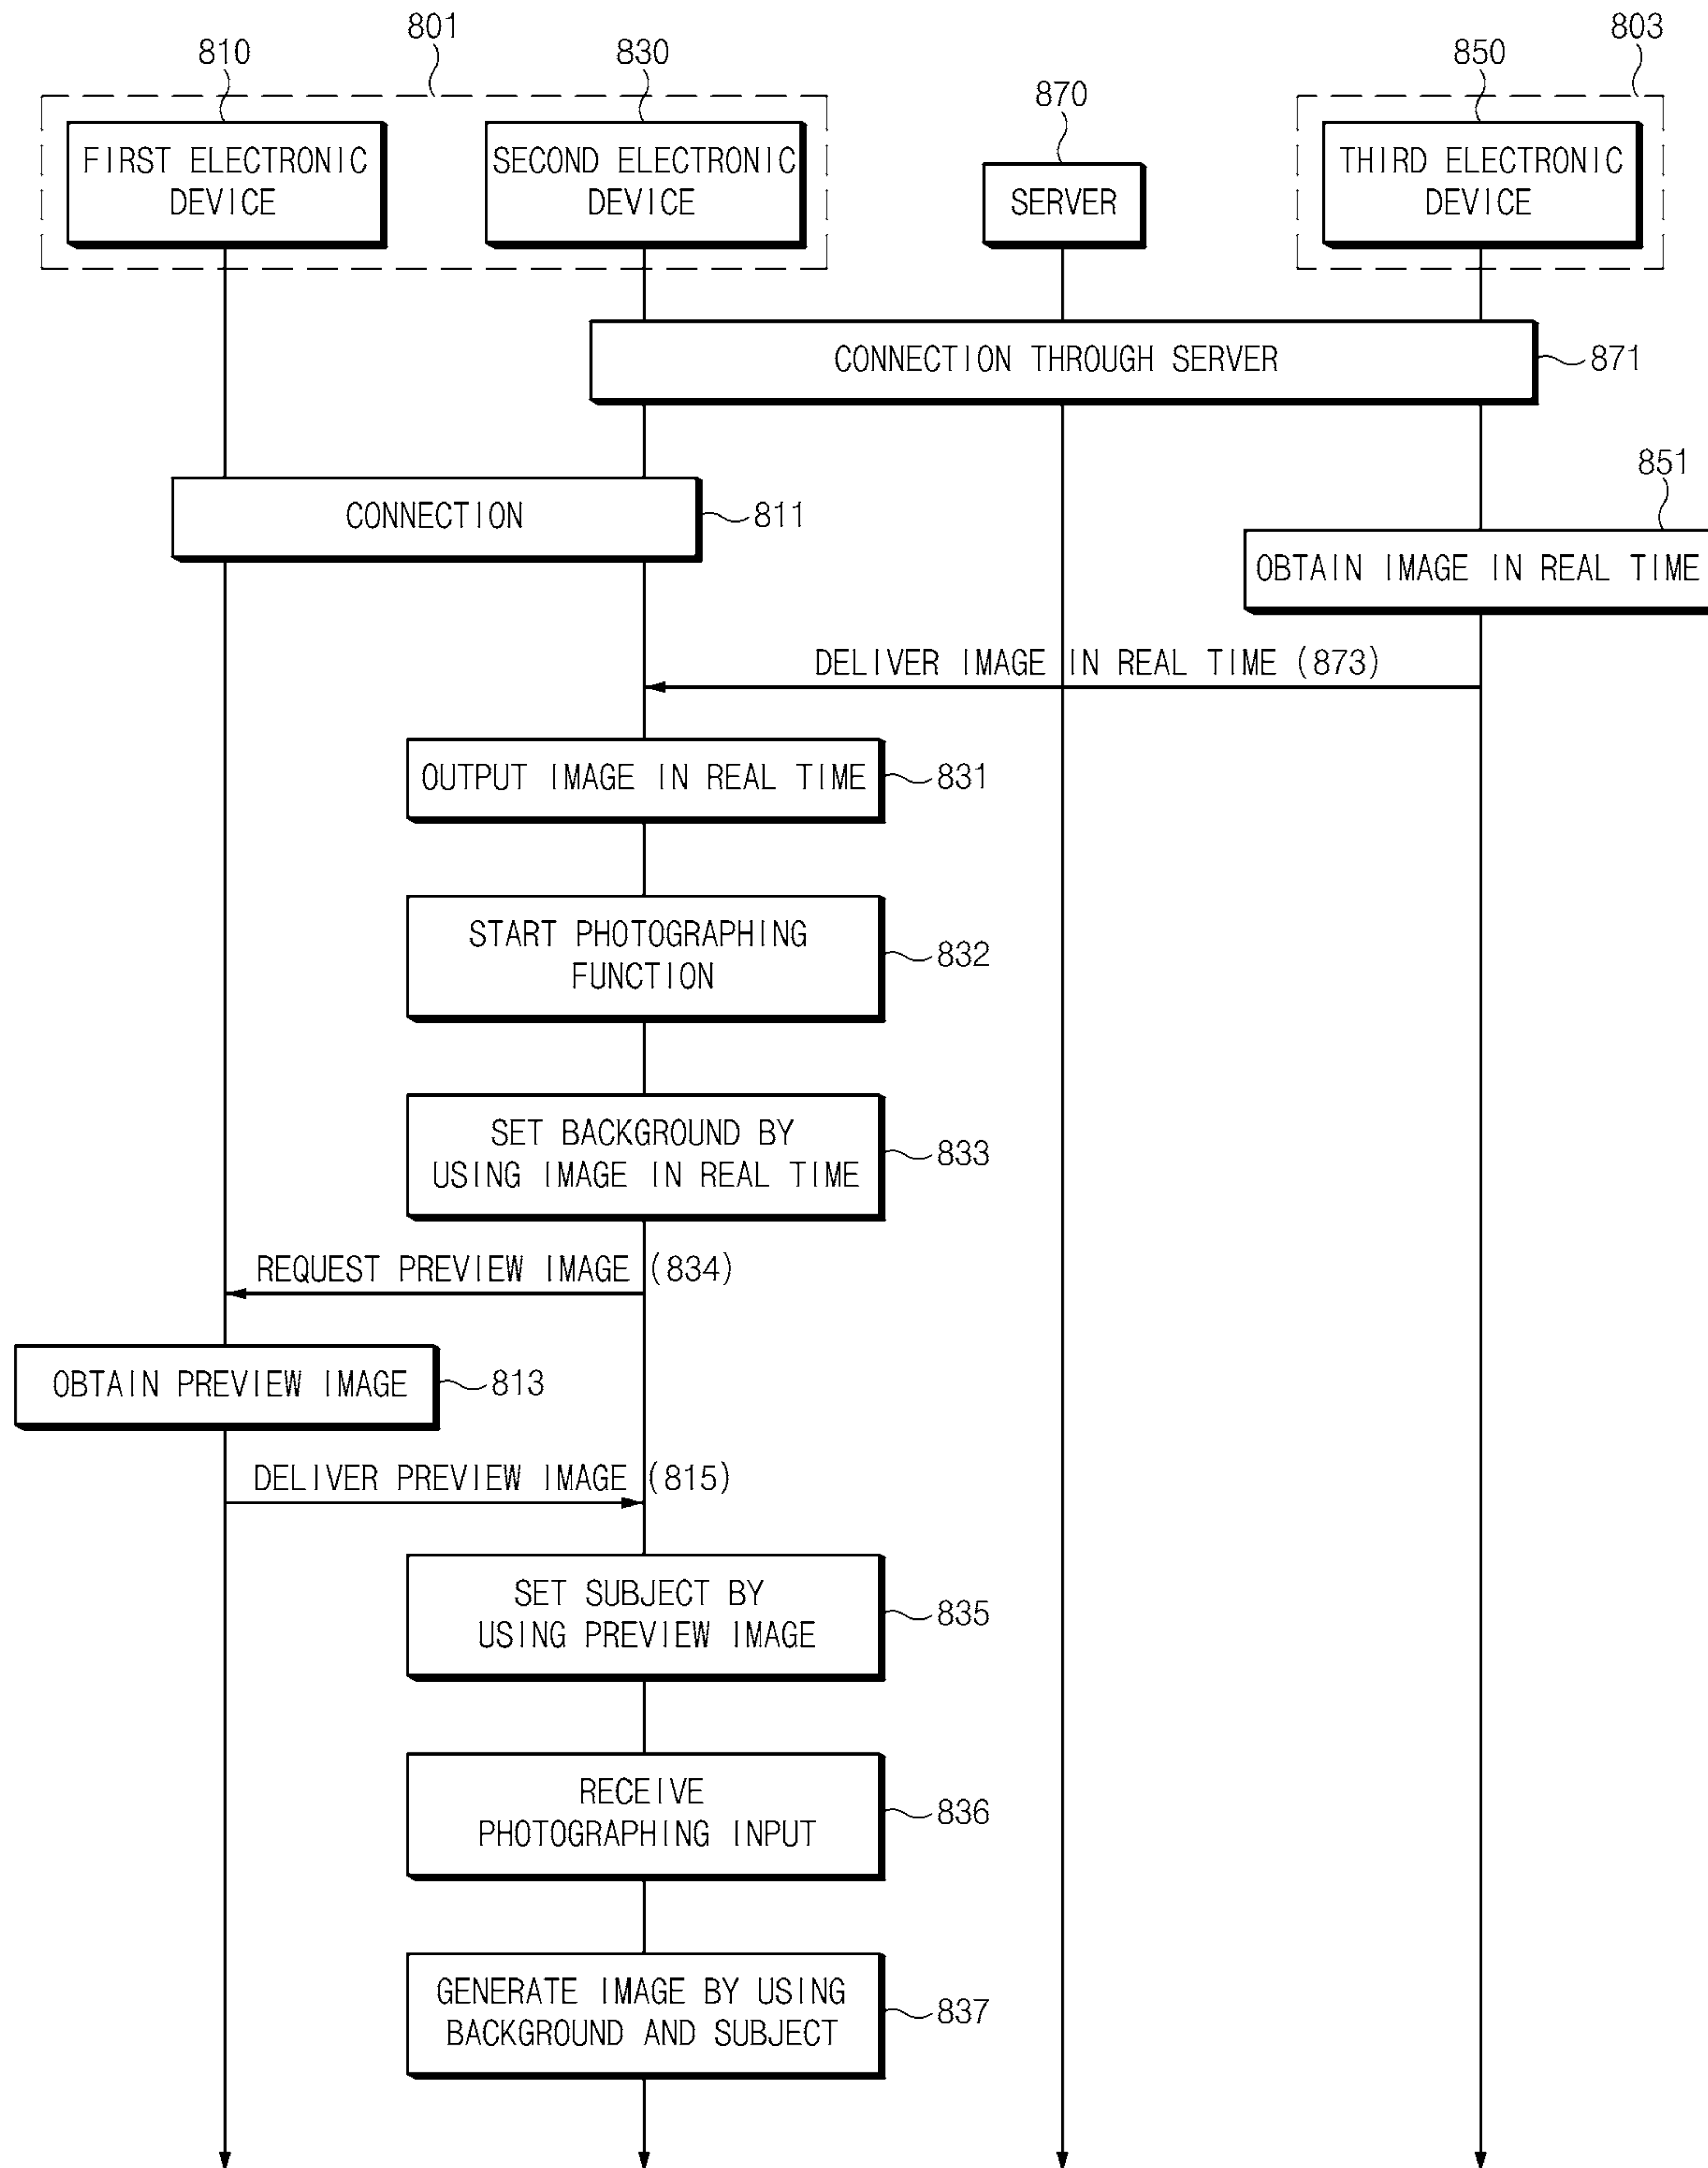 801
803
810
830
850
870
FIRST ELECTRONIC
DEVICE
SECOND ELECTRONIC
DEVICE
SERVER
THIRD ELECTRONIC
DEVICE
CONNECTION THROUGH SERVER
871
CONNECTION
811
851
OBTAIN IMAGE IN REAL TIME
DELIVER IMAGE IN REAL TIME (873)
OUTPUT IMAGE IN REAL TIME
831
START PHOTOGRAPHING
FUNCTION
832
SET BACKGROUND BY
USING IMAGE IN REAL TIME
833
REQUEST PREVIEW IMAGE (834)
OBTAIN PREVIEW IMAGE
813
DELIVER PREVIEW IMAGE (815)
SET SUBJECT BY
USING PREVIEW IMAGE
835
RECEIVE
PHOTOGRAPHING INPUT
836
GENERATE IMAGE BY USING
BACKGROUND AND SUBJECT
837